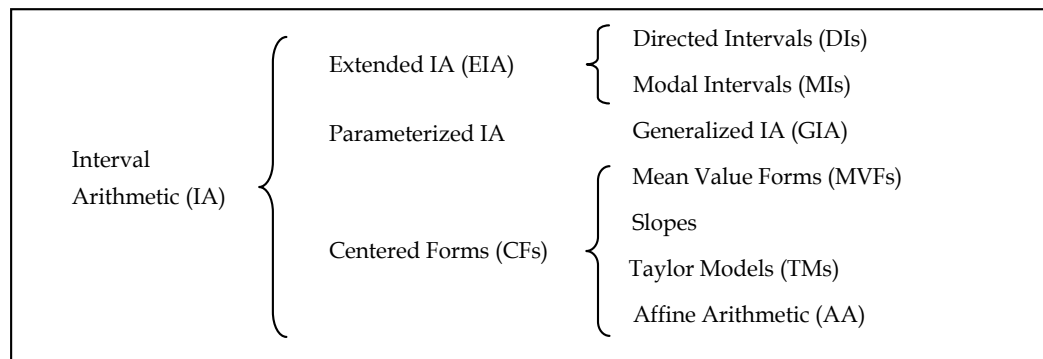 Interval
Arithmetic (IA)
Extended IA (EIA)
Directed Intervals (DIs)
Modal Intervals (MIs)
Parameterized IA
Generalized IA (GIA)
Centered Forms (CFs)
Mean Value Forms (MVFs)
Slopes
Taylor Models (TMs)
Affine Arithmetic (AA)